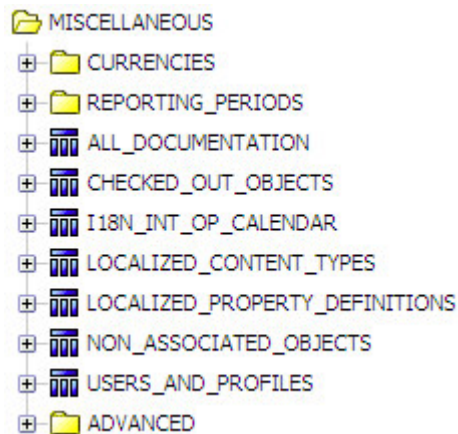 MISCELLANEOUS
CURRENCIES
REPORTING_PERIODS
ALL_DOCUMENTATION
CHECKED_OUT_OBJECTS
I18N_INT_OP_CALENDAR
LOCALIZED_CONTENT_TYPES
LOCALIZED_PROPERTY_DEFINITIONS
NON_ASSOCIATED_OBJECTS
USERS_AND_PROFILES
ADVANCED